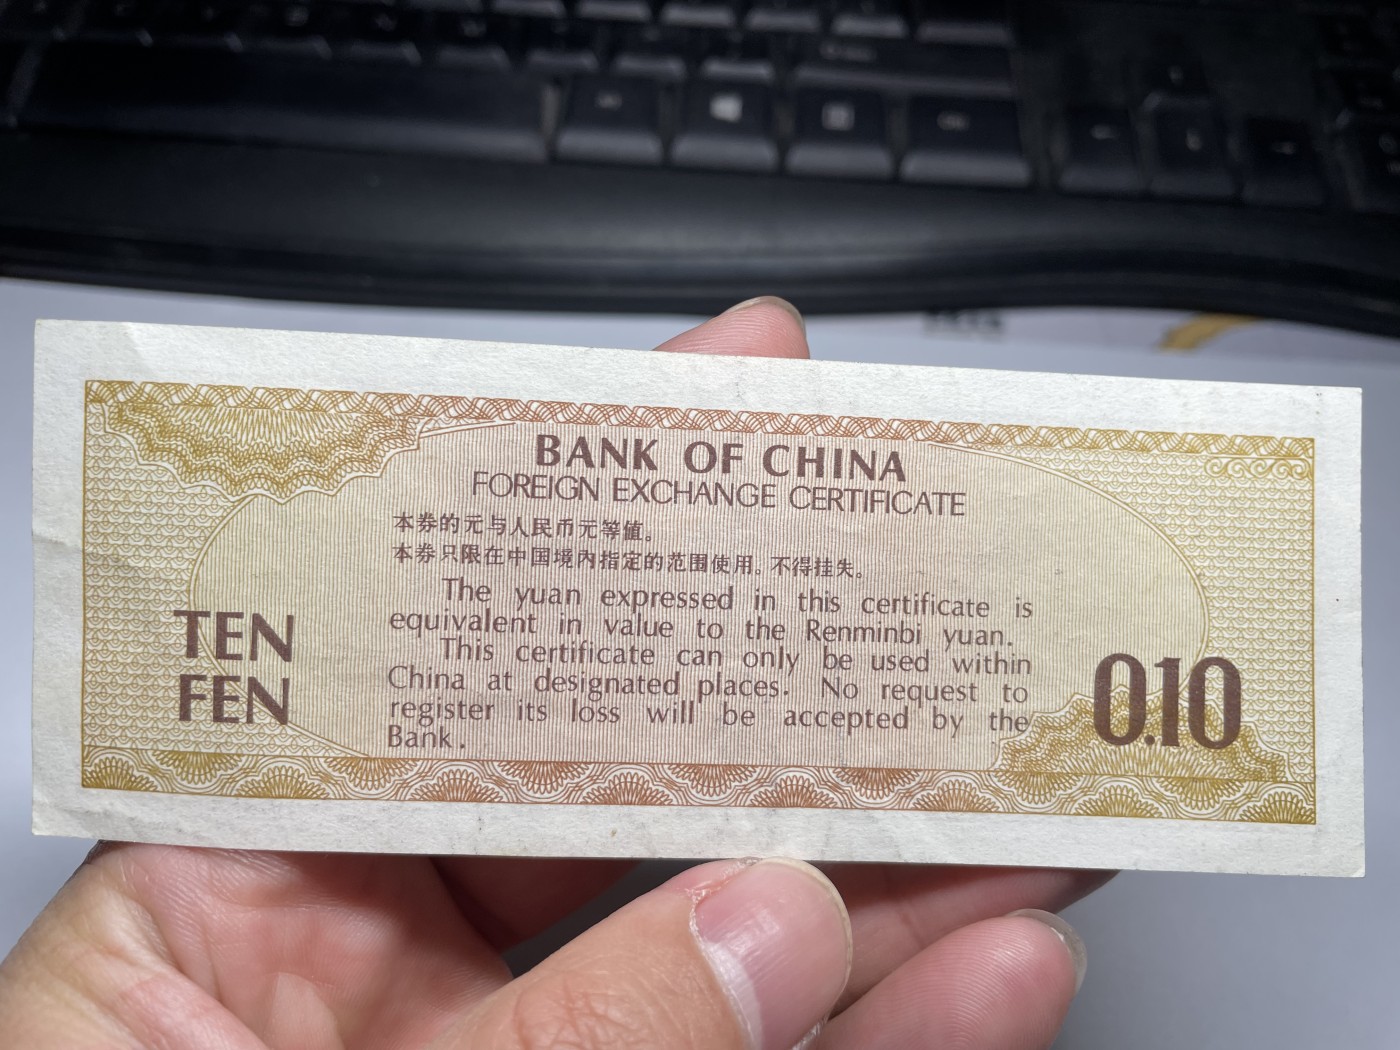 BANK OF CHINA
FOREIGN EXCHANGE CERTIFICATE
本券的元与人民币元等值。
本券只限在中国境内指定的范围使用。不得挂失。
The yuan expressed in this certificate is
equivalent in value to the Renminbi yuan.
This certificate can only be used within
China at designated places. No request to
register its loss will be accepted by the
Bank.
TEN
FEN
0.10